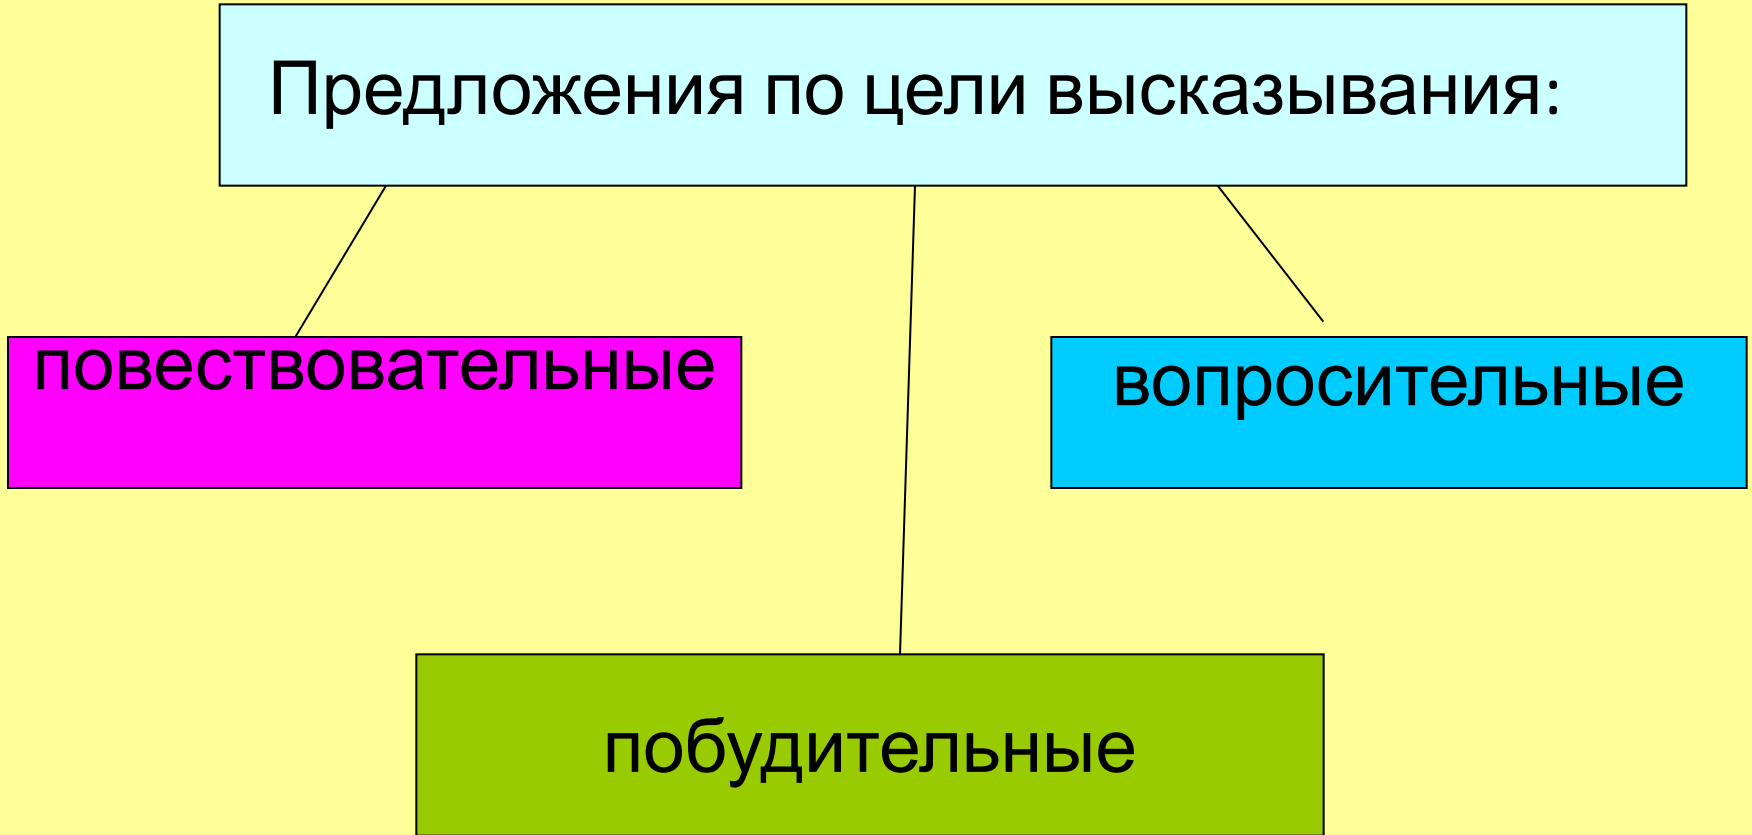 Предложения по цели высказывания:
повествовательные
вопросительные
побудительные